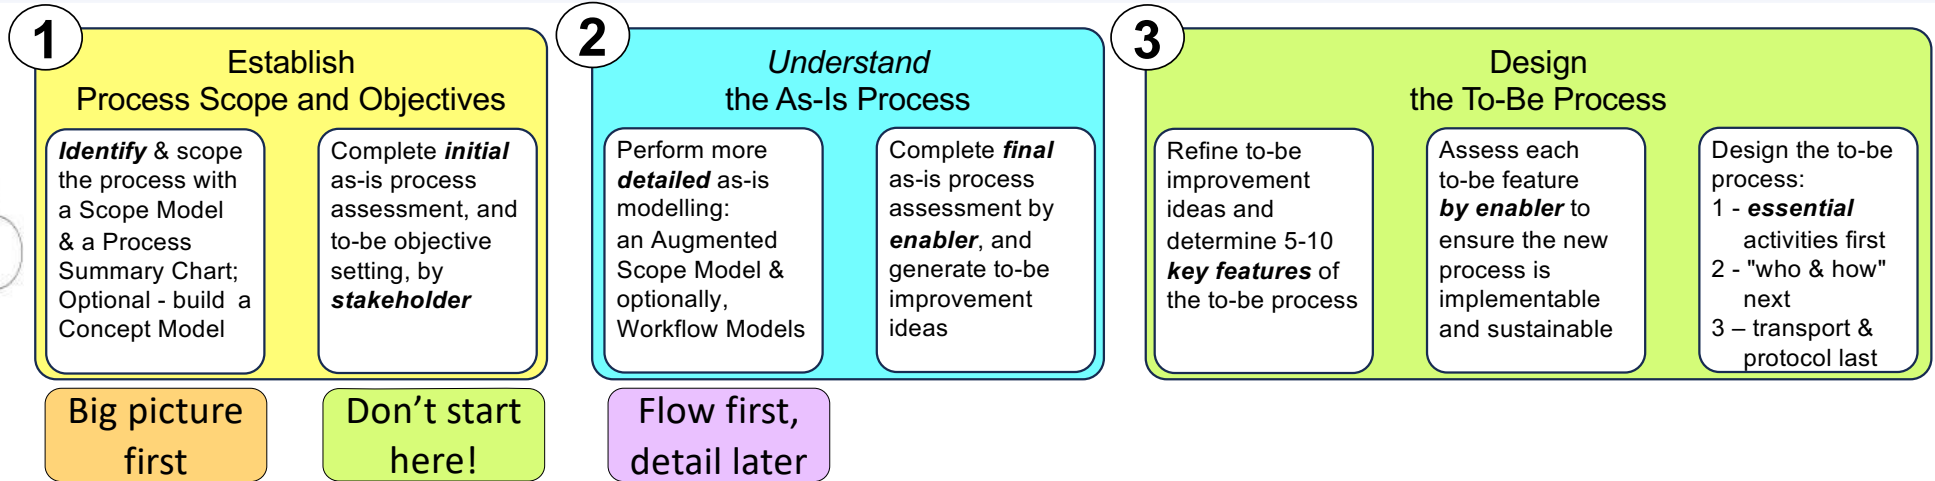 1
Establish
Process Scope and Objectives
Identify & scope
the process with
a Scope Model
& a Process
Summary Chart;
Optional - build a
Concept Model
Complete initial
as-is process
assessment, and
to-be objective
setting, by
stakeholder
Big picture
first
Don’t start
here!
2
Understand
the As-Is Process
Perform more
detailed as-is
modelling:
an Augmented
Scope Model &
optionally,
Workflow Models
Complete final
as-is process
assessment by
enabler, and
generate to-be
improvement
ideas
Flow first,
detail later
3
Design
the To-Be Process
Refine to-be
improvement
ideas and
determine 5-10
key features of
the to-be process
Assess each
to-be feature
by enabler to
ensure the new
process is
implementable
and sustainable
Design the to-be
process:
1 - essential
activities first
2 - "who & how"
next
3 – transport &
protocol last